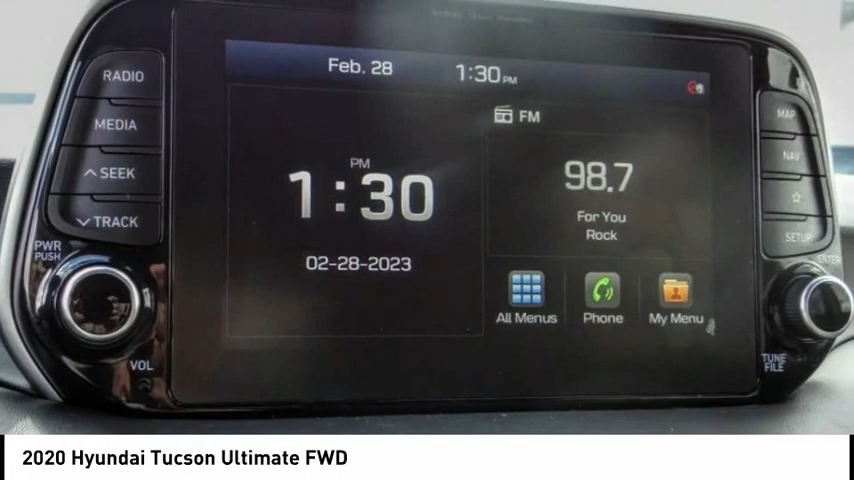 RADIO
MEDIA
SEEK
TRACK
PWR
PUSH
VOL
Feb. 28 1:30 PM
PM
1:30
02-28-2023
FM
98.7
For You
Rock
All Menus Phone My Menu
MAP
NAV
SETUP
ENTER
TUNE
FILE
2020 Hyundai Tucson Ultimate FWD